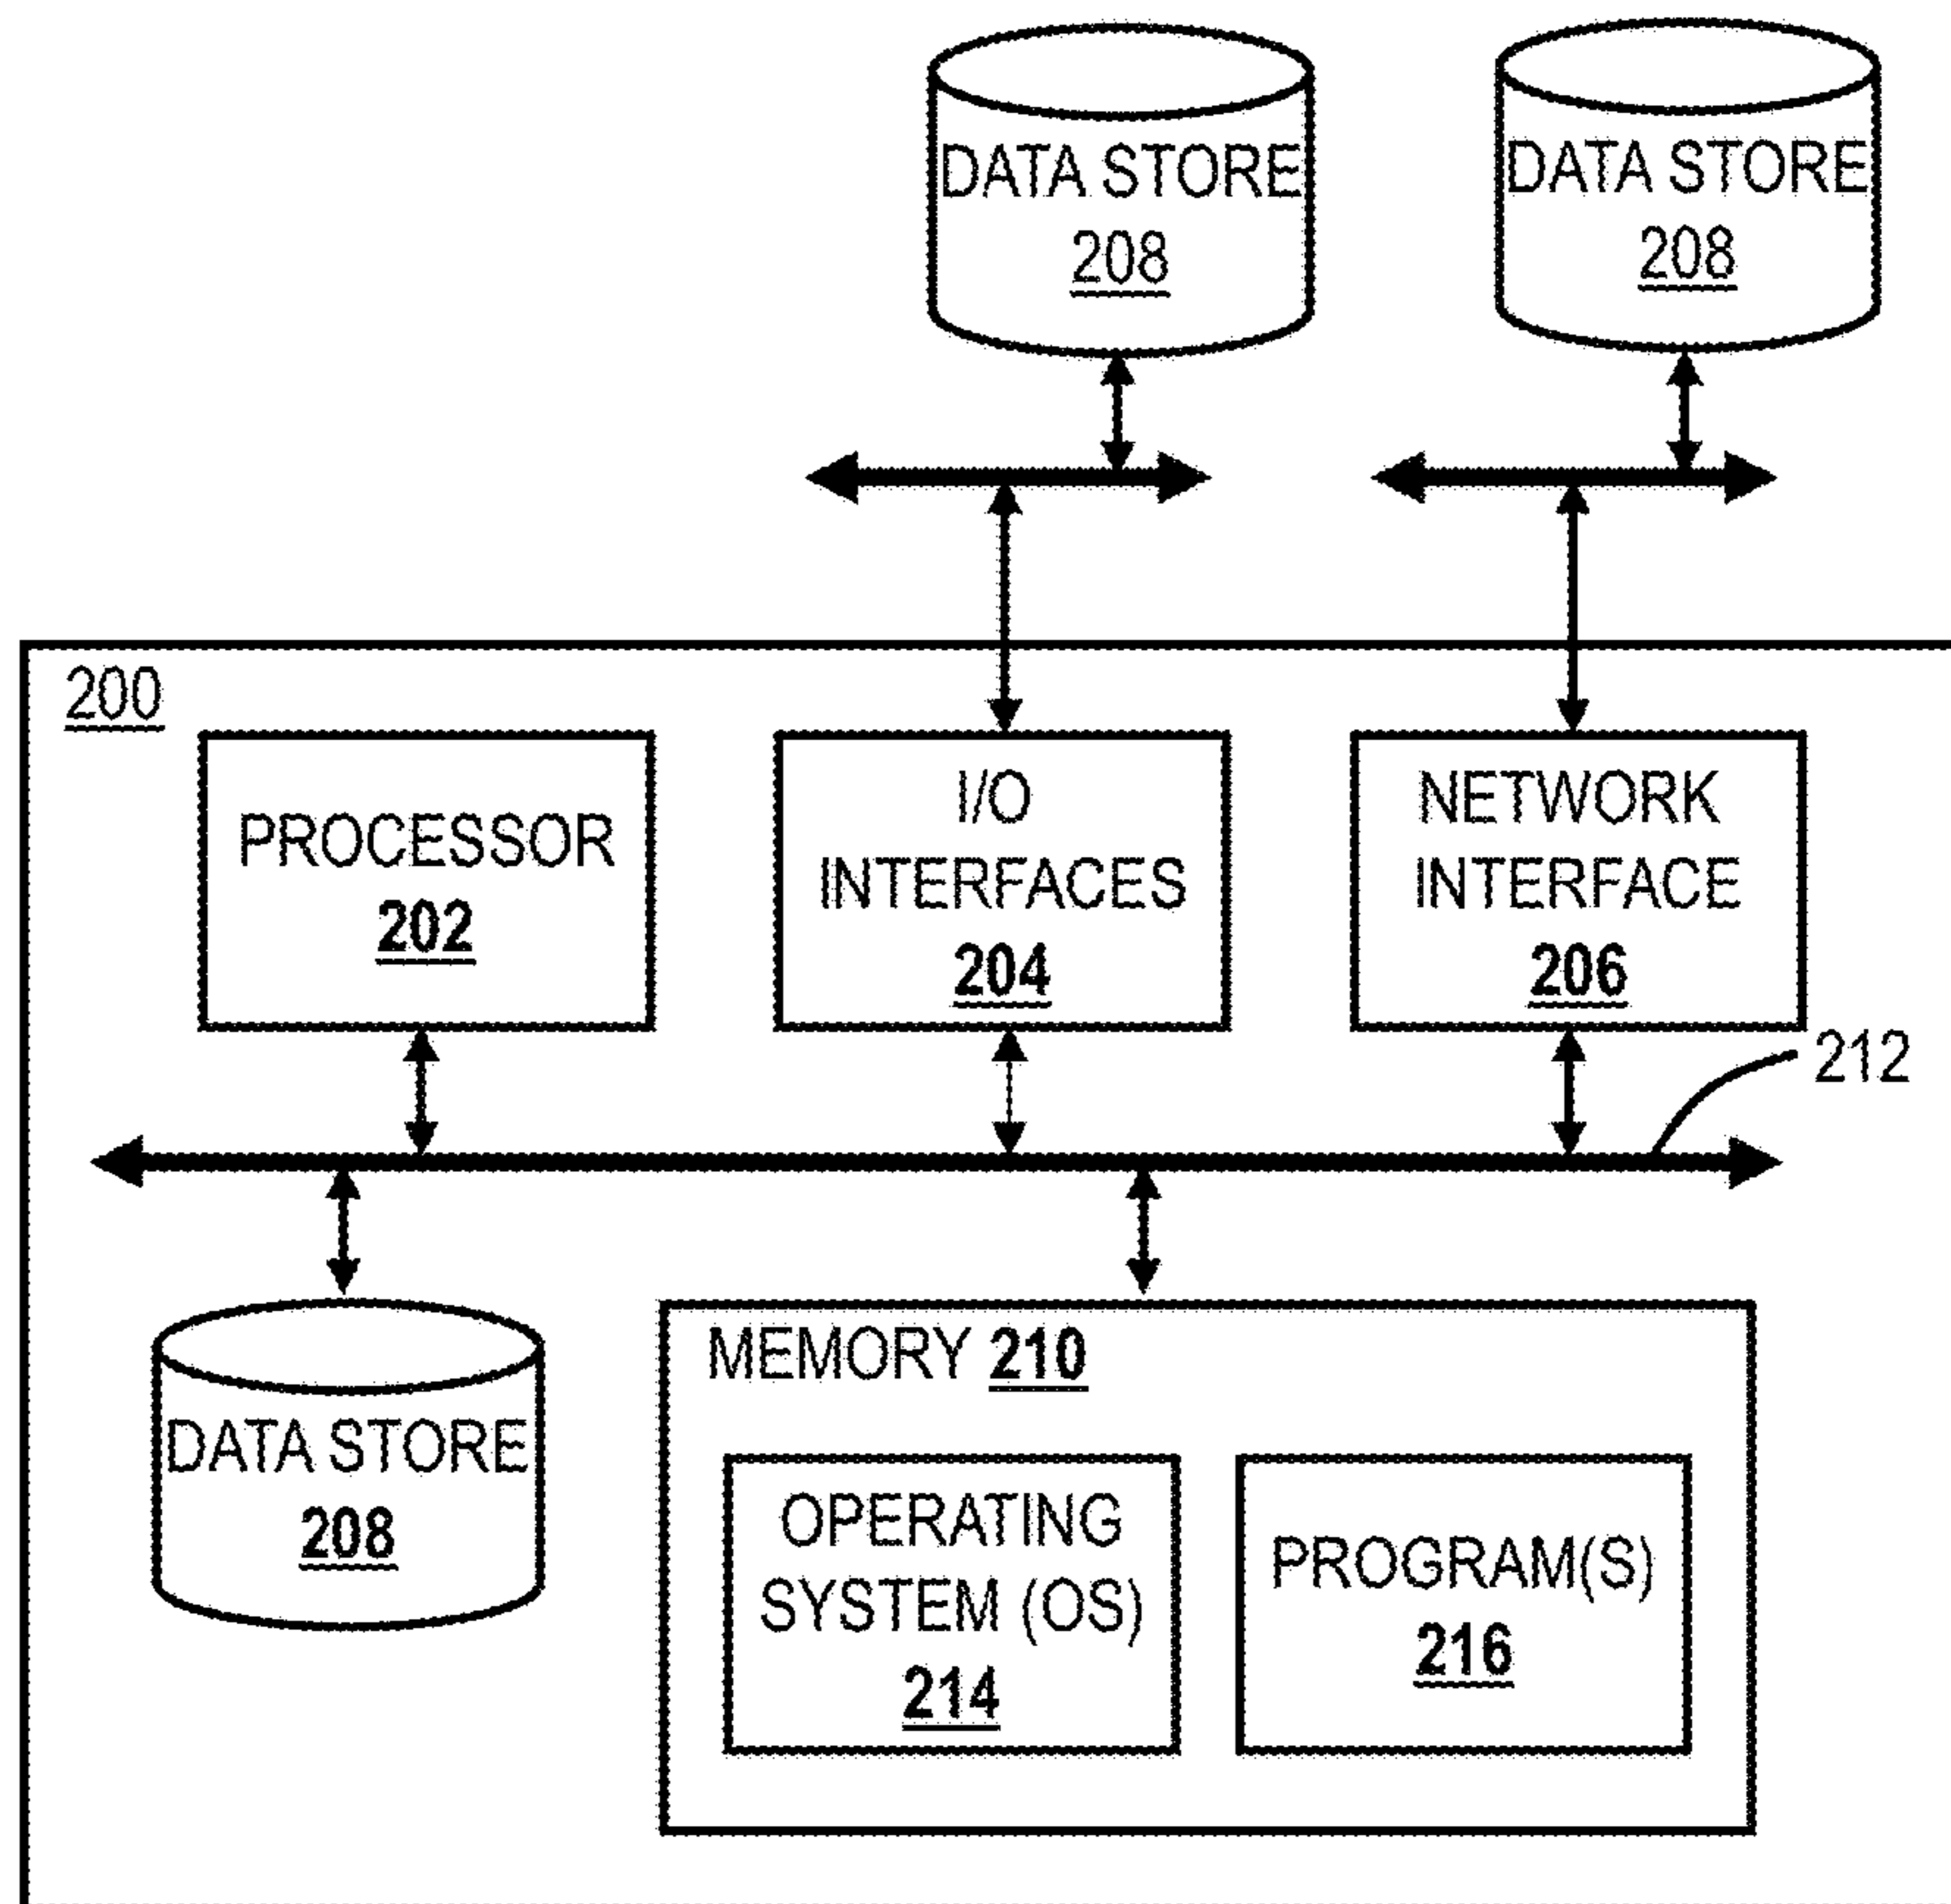 DATA STORE
208
DATA STORE
208
200
PROCESSOR
202
I/O
INTERFACES
204
NETWORK
INTERFACE
206
212
DATA STORE
208
MEMORY 210
OPERATING
SYSTEM (OS)
214
PROGRAM(S)
216